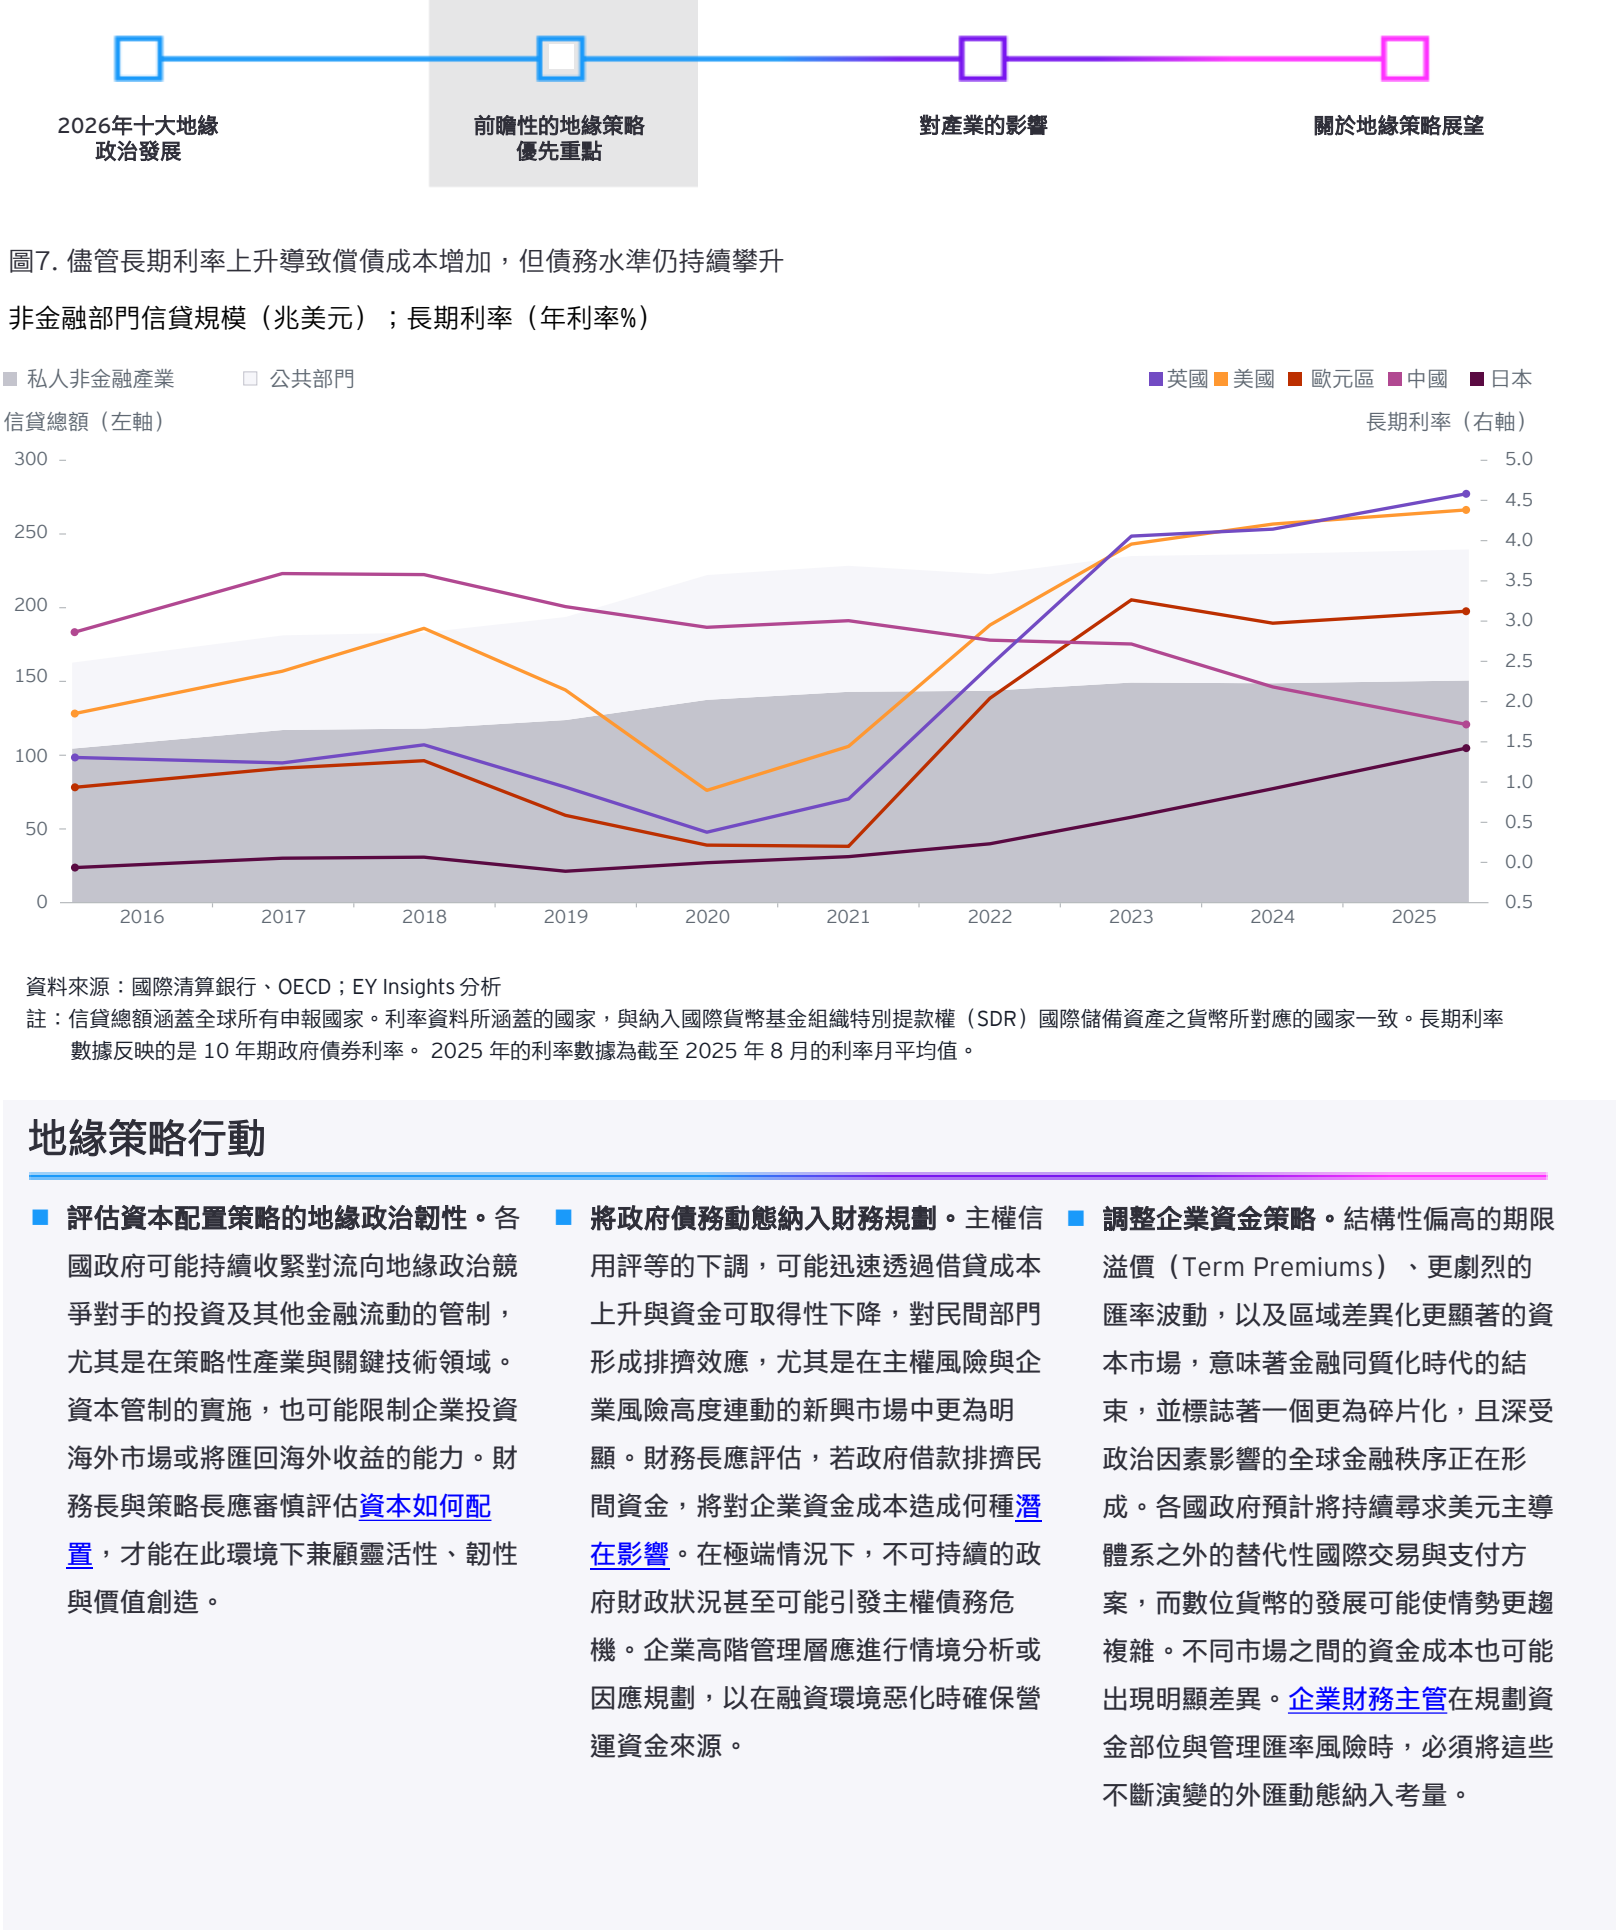 2026年十大地緣
政治發展
前瞻性的地緣策略
優先重點
對產業的影響
關於地緣策略展望
圖7. 儘管長期利率上升導致償債成本增加，但債務水準仍持續攀升
非金融部門信貸規模（兆美元）；長期利率（年利率%）
私人非金融產業 公共部門
英國 美國 歐元區 中國 日本
信貸總額（左軸） 長期利率（右軸）
300 5.0
4.5
250
4.0
3.5
200
3.0
150 2.5
2.0
100 1.5
1.0
50 0.5
0.0
0 0.5
2016 2017 2018 2019 2020 2021 2022 2023 2024 2025
資料來源：國際清算銀行、OECD；EY Insights 分析
註：信貸總額涵蓋全球所有申報國家。利率資料所涵蓋的國家，與納入國際貨幣基金組織特別提款權（SDR）國際儲備資產之貨幣所對應的國家一致。長期利率
數據反映的是 10 年期政府債券利率。 2025 年的利率數據為截至 2025 年 8 月的利率月平均值。
地緣策略行動
評估資本配置策略的地緣政治韌性。各
國政府可能持續收緊對流向地緣政治競
爭對手的投資及其他金融流動的管制，
尤其是在策略性產業與關鍵技術領域。
資本管制的實施，也可能限制企業投資
海外市場或將匯回海外收益的能力。財
務長與策略長應審慎評估資本如何配
置，才能在此環境下兼顧靈活性、韌性
與價值創造。
將政府債務動態納入財務規劃。主權信
用評等的下調，可能迅速透過借貸成本
上升與資金可取得性下降，對民間部門
形成排擠效應，尤其是在主權風險與企
業風險高度連動的新興市場中更為明
顯。財務長應評估，若政府借款排擠民
間資金，將對企業資金成本造成何種潛
在影響。在極端情況下，不可持續的政
府財政狀況甚至可能引發主權債務危
機。企業高階管理層應進行情境分析或
因應規劃，以在融資環境惡化時確保營
運資金來源。
調整企業資金策略。結構性偏高的期限
溢價（Term Premiums）、更劇烈的
匯率波動，以及區域差異化更顯著的資
本市場，意味著金融同質化時代的結
束，並標誌著一個更為碎片化，且深受
政治因素影響的全球金融秩序正在形
成。各國政府預計將持續尋求美元主導
體系之外的替代性國際交易與支付方
案，而數位貨幣的發展可能使情勢更趨
複雜。不同市場之間的資金成本也可能
出現明顯差異。企業財務主管在規劃資
金部位與管理匯率風險時，必須將這些
不斷演變的外匯動態納入考量。